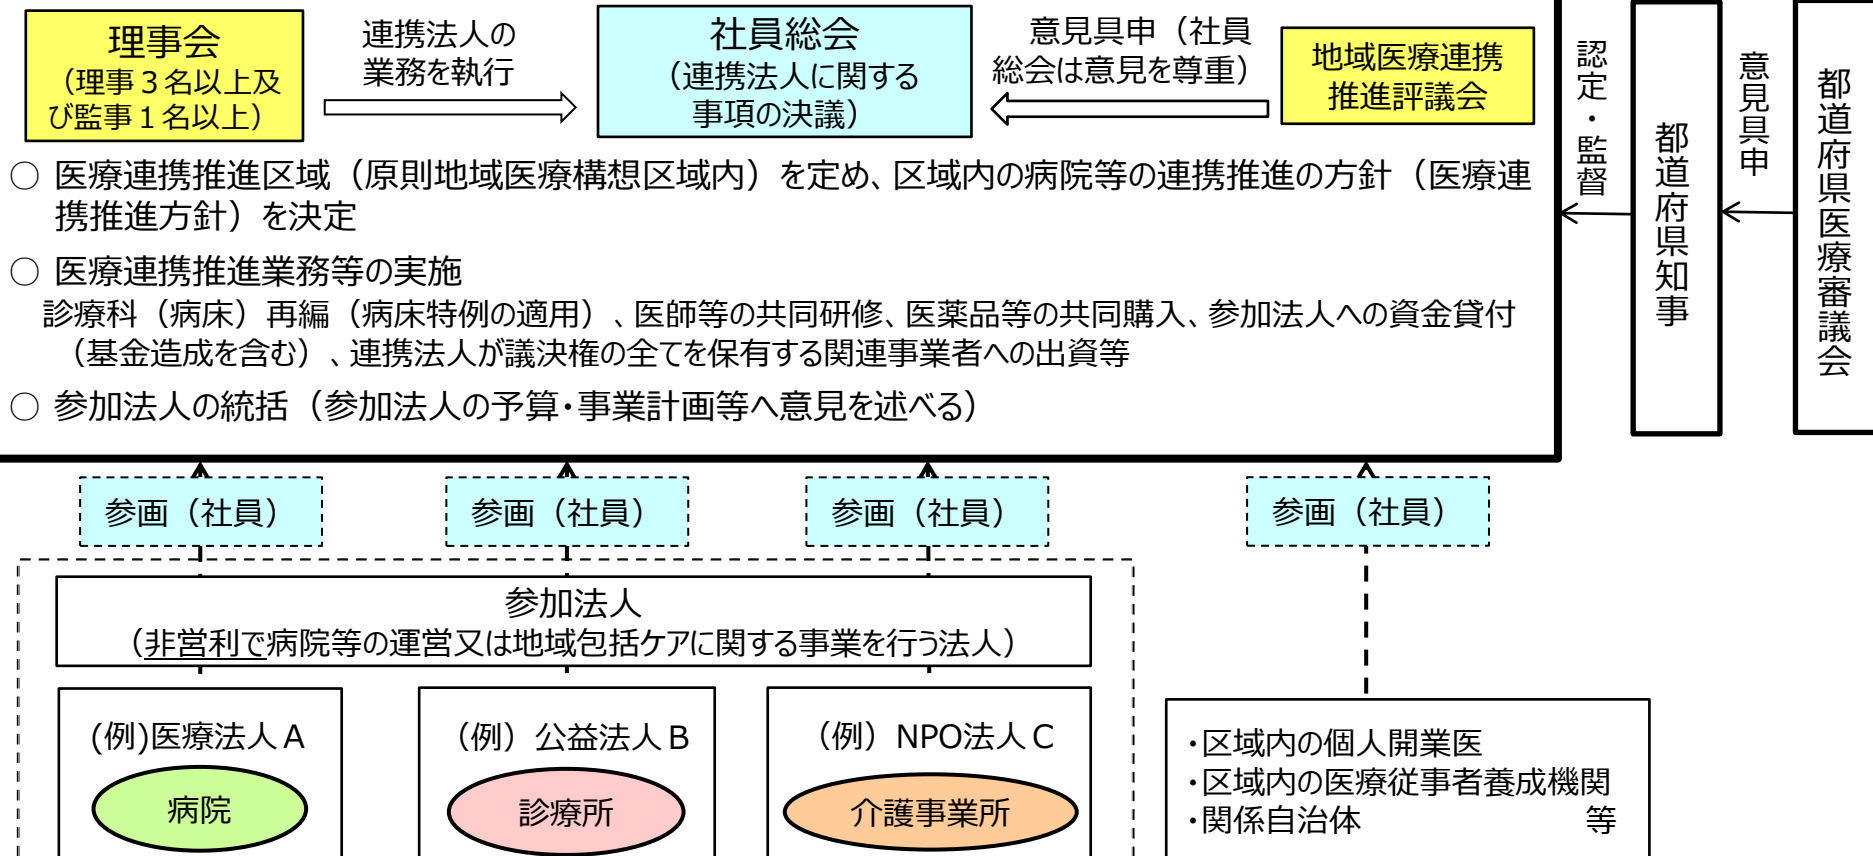 理事会
（理事３名以上及
び監事１名以上）
連携法人の
業務を執行
社員総会
（連携法人に関する
事項の決議）
意見具申（社員
総会は意見を尊重）
地域医療連携
推進評議会
認定・監督
都道府県知事
意見具申
都道府県医療審議会
○ 医療連携推進区域（原則地域医療構想区域内）を定め、区域内の病院等の連携推進の方針（医療連
携推進方針）を決定
○ 医療連携推進業務等の実施
診療科（病床）再編（病床特例の適用）、医師等の共同研修、医薬品等の共同購入、参加法人への資金貸付
（基金造成を含む）、連携法人が議決権の全てを保有する関連事業者への出資等
○ 参加法人の統括（参加法人の予算・事業計画等へ意見を述べる）
参画（社員）
参画（社員）
参画（社員）
参画（社員）
参加法人
（非営利で病院等の運営又は地域包括ケアに関する事業を行う法人）
(例)医療法人Ａ
病院
（例）公益法人Ｂ
診療所
（例）NPO法人Ｃ
介護事業所
・区域内の個人開業医
・区域内の医療従事者養成機関
・関係自治体 等